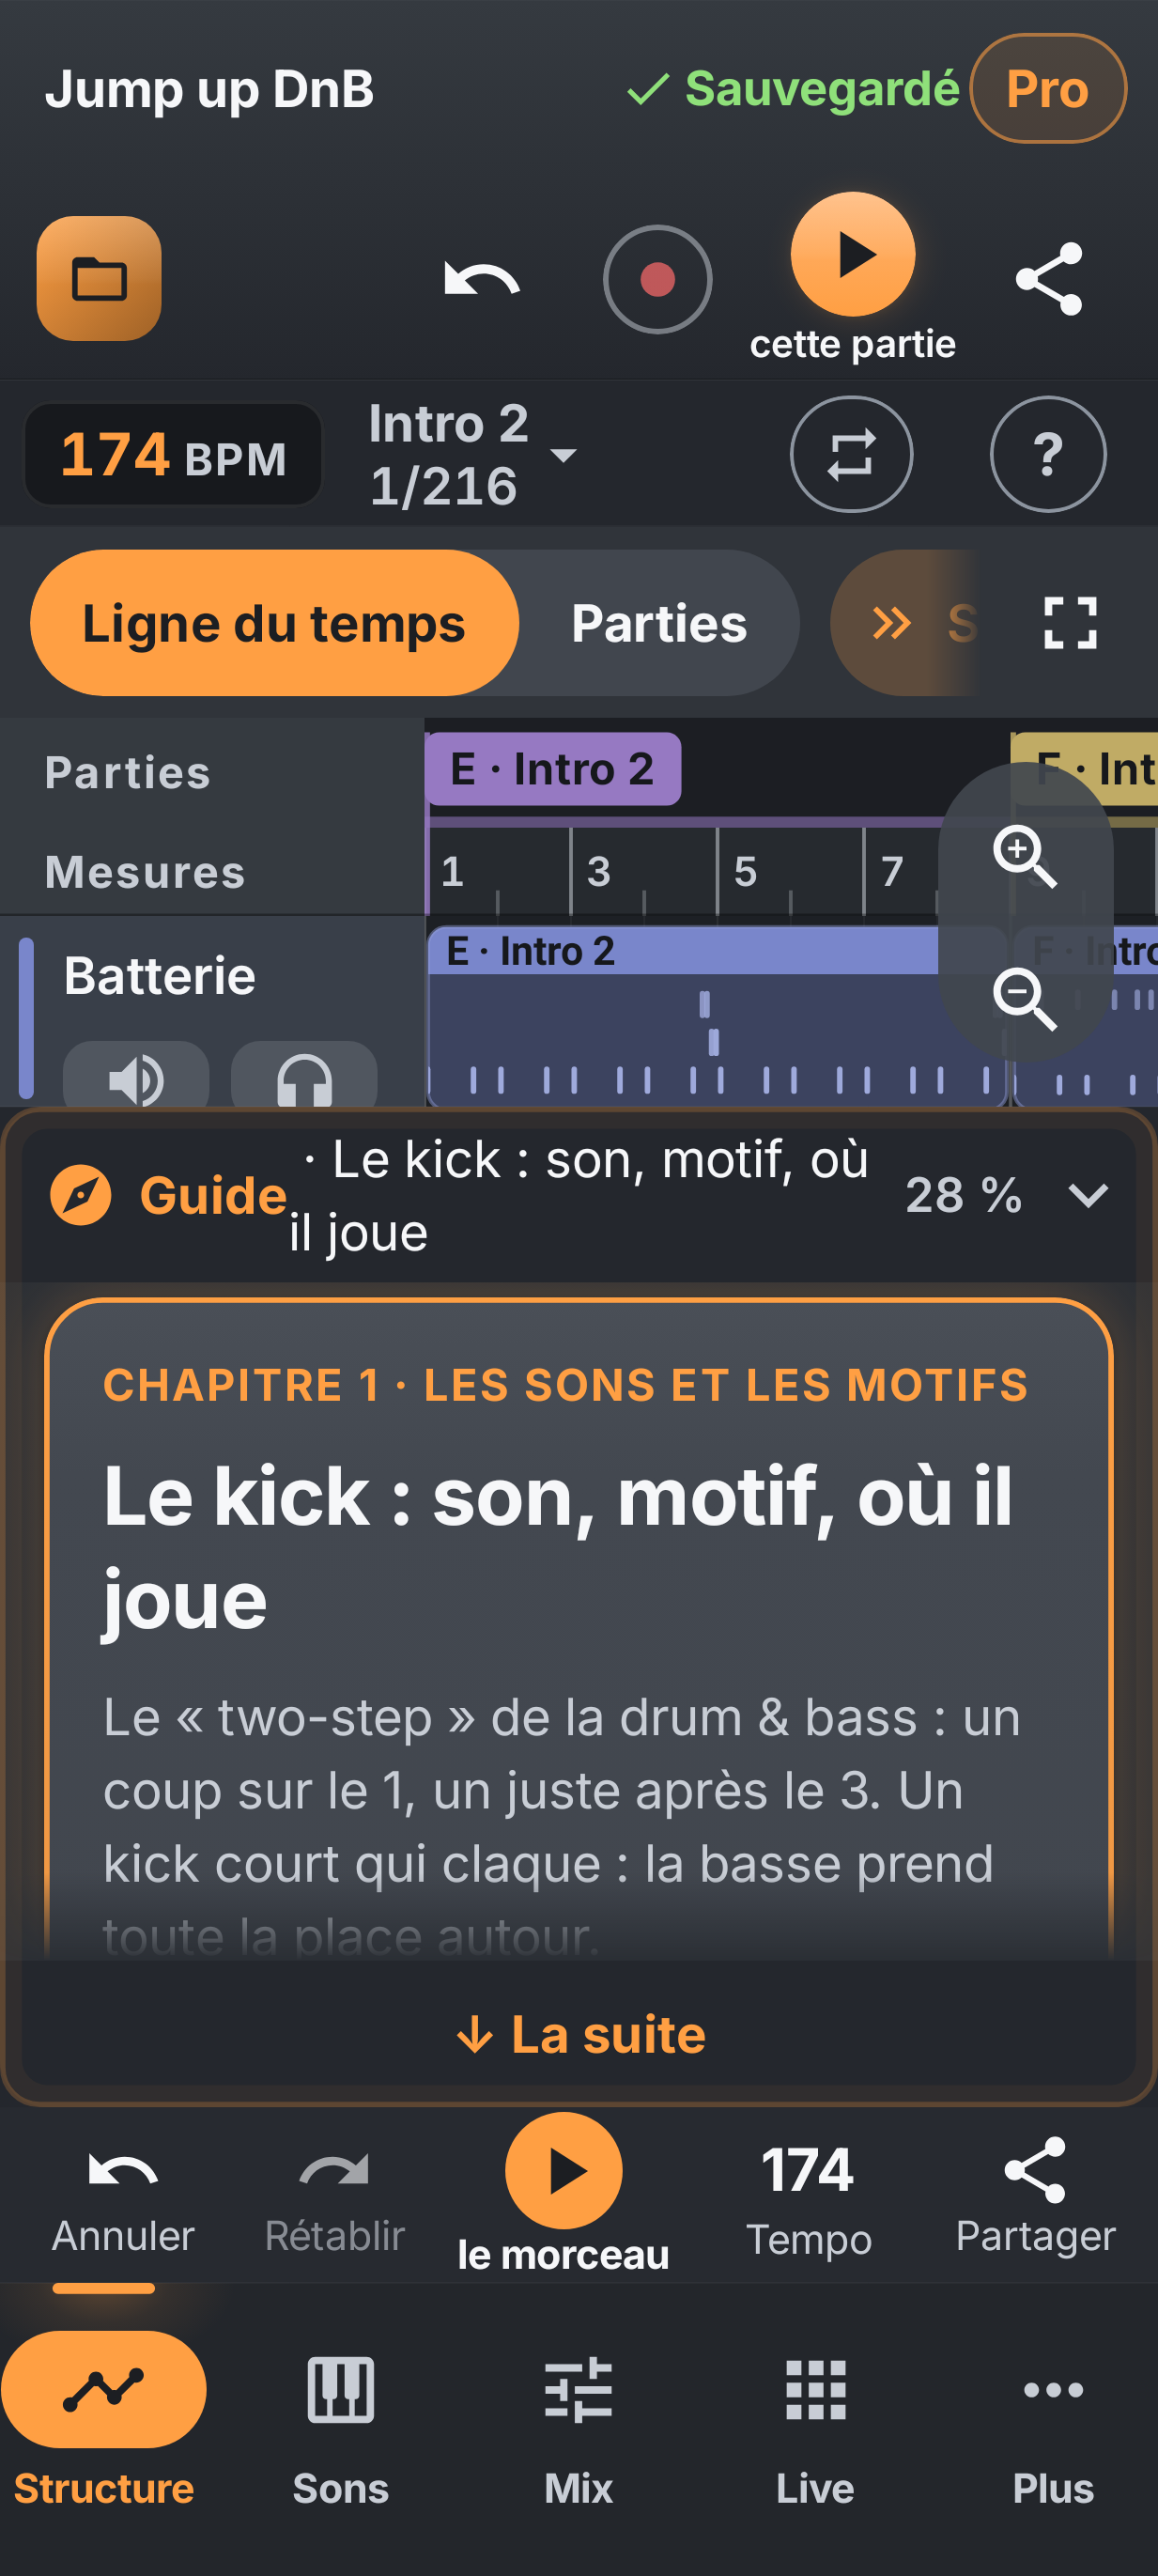 Jump up DnB
Sauvegardé
Pro
cette partie
174 BPM
Intro 2
1/216
?
Ligne du temps
Parties
S
Parties
E · Intro 2
F · Int
Mesures
1 3 5 7
Batterie
E · Intro 2
F · Intro
Guide
· Le kick : son, motif, où
il joue
28 %
CHAPITRE 1 · LES SONS ET LES MOTIFS
Le kick : son, motif, où il
joue
Le « two-step » de la drum & bass : un
coup sur le 1, un juste après le 3. Un
kick court qui claque : la basse prend
toute la place autour.
La suite
Annuler
Rétablir
le morceau
174
Tempo
Partager
Structure
Sons
Mix
Live
Plus